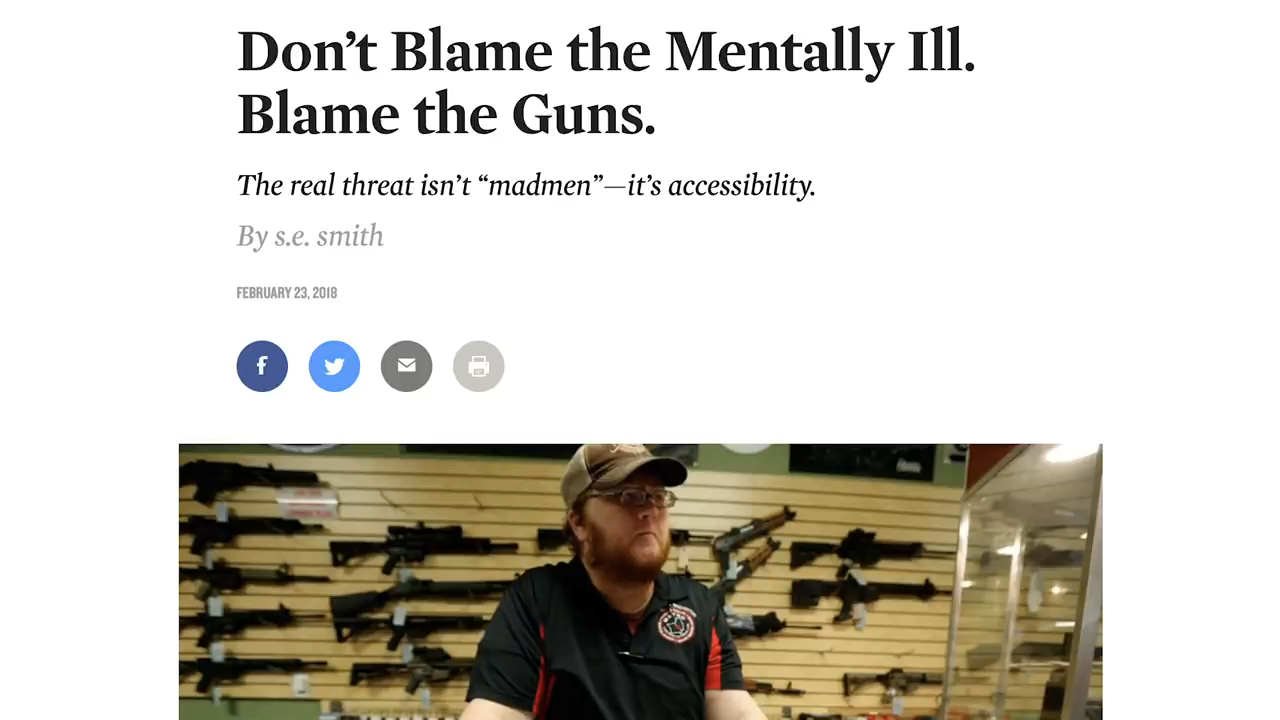 Don’t Blame the Mentally Ill.
Blame the Guns.
The real threat isn’t “madmen”—it’s accessibility.
By s.e. smith
FEBRUARY 23, 2018